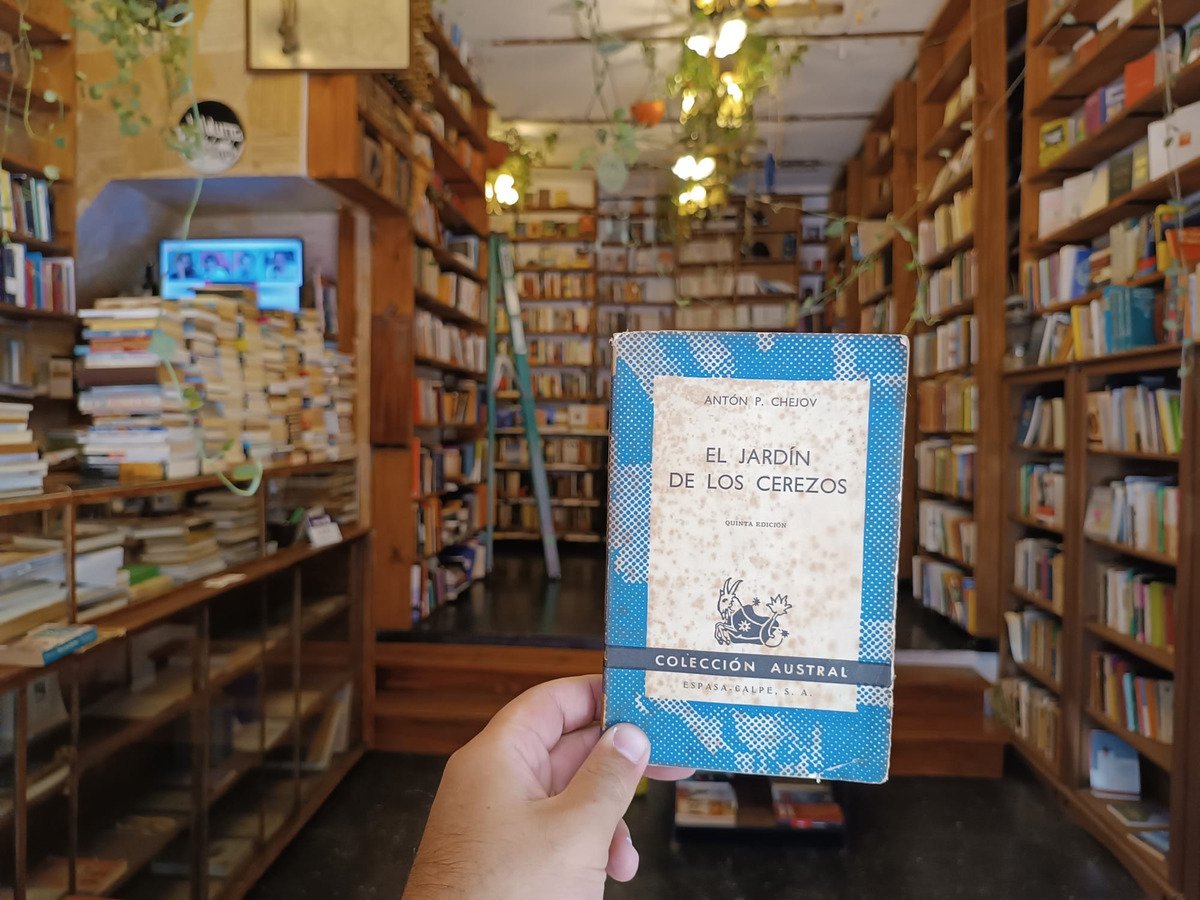 ANTÓN P. CHEJOV
EL JARDÍN
DE LOS CEREZOS
QUINTA EDICIÓN
COLECCIÓN AUSTRAL
ESPASA-CALPE, S. A.